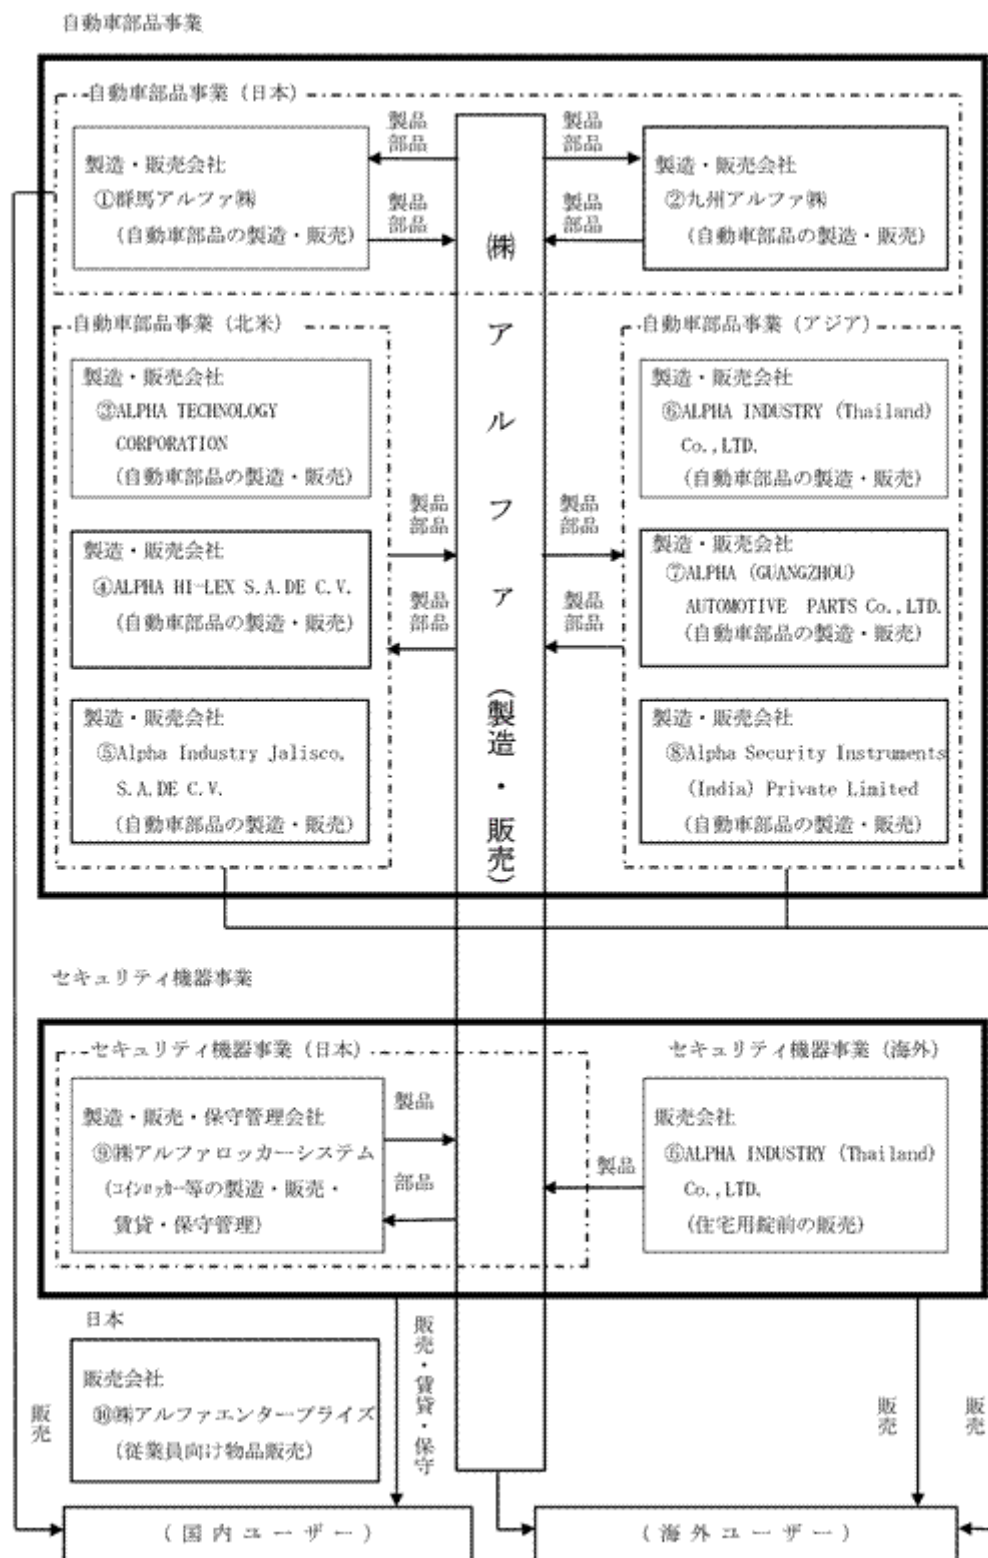 自動車部品事業
自動車部品事業（日本）
製造・販売会社
①群馬アルファ㈱
（自動車部品の製造・販売）
製品
部品
製品
部品
製品
部品
製品
部品
製造・販売会社
②九州アルファ㈱
（自動車部品の製造・販売）
㈱アルファ（製造・販売）
自動車部品事業（北米）
製造・販売会社
③ALPHA TECHNOLOGY
CORPORATION
（自動車部品の製造・販売）
製造・販売会社
④ALPHA HI-LEX S.A.DE C.V.
（自動車部品の製造・販売）
製造・販売会社
⑤Alpha Industry Jalisco,
S.A.DE C.V.
（自動車部品の製造・販売）
製品
部品
製品
部品
製品
部品
製品
部品
自動車部品事業（アジア）
製造・販売会社
⑥ALPHA INDUSTRY (Thailand)
Co.,LTD.
（自動車部品の製造・販売）
製造・販売会社
⑦ALPHA (GUANGZHOU)
AUTOMOTIVE PARTS Co.,LTD.
（自動車部品の製造・販売）
製造・販売会社
⑧Alpha Security Instruments
(India) Private Limited
（自動車部品の製造・販売）
セキュリティ機器事業
セキュリティ機器事業（日本）
製造・販売・保守管理会社
⑨㈱アルファロッカーシステム
（コインロッカー等の製造・販売・
賃貸・保守管理）
製品
部品
製品
セキュリティ機器事業（海外）
販売会社
⑥ALPHA INDUSTRY (Thailand)
Co.,LTD.
（住宅用錠前の販売）
日本
販売会社
⑩㈱アルファエンタープライズ
（従業員向け物品販売）
販売
販売・賃貸・保守
販売
販売
（国内ユーザー）
（海外ユーザー）